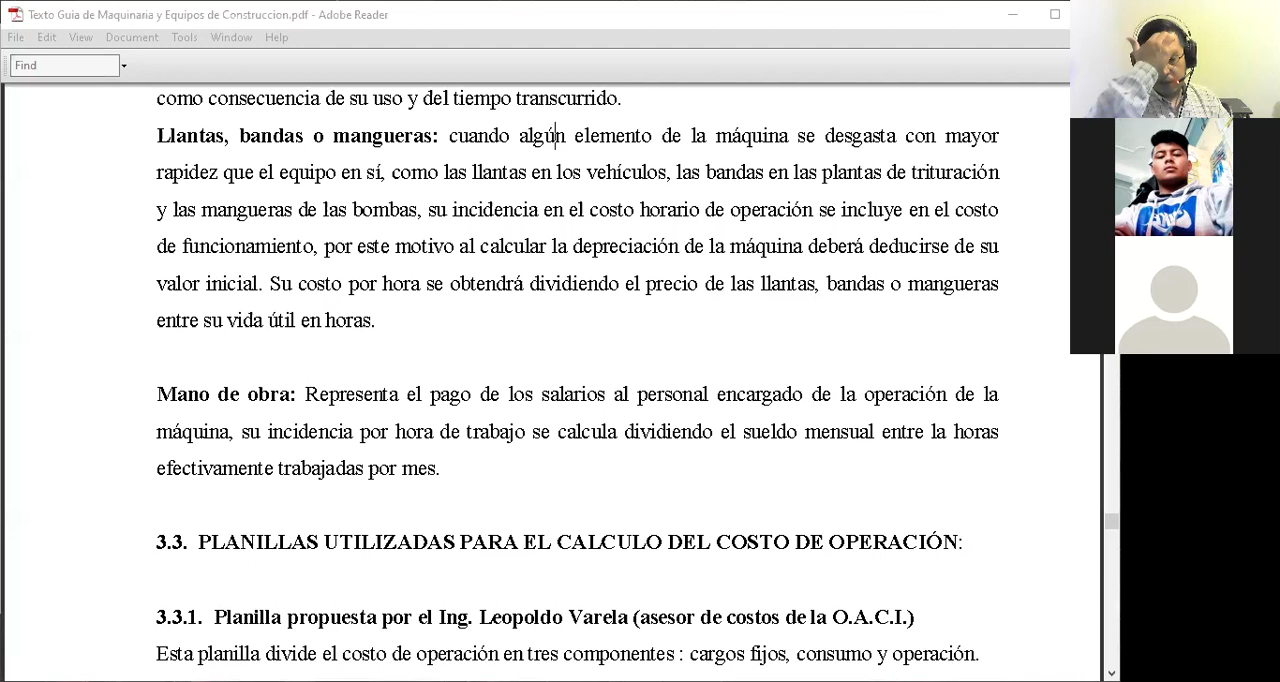 Texto Guia de Maquinaria y Equipos de Construccion.pdf - Adobe Reader
File Edit View Document Tools Window Help
Find
como consecuencia de su uso y del tiempo transcurrido.
Llantas, bandas o mangueras: cuando algún elemento de la máquina se desgasta con mayor
rapidez que el equipo en sí, como las llantas en los vehículos, las bandas en las plantas de trituración
y las mangueras de las bombas, su incidencia en el costo horario de operación se incluye en el costo
de funcionamiento, por este motivo al calcular la depreciación de la máquina deberá deducirse de su
valor inicial. Su costo por hora se obtendrá dividiendo el precio de las llantas, bandas o mangueras
entre su vida útil en horas.
Mano de obra: Representa el pago de los salarios al personal encargado de la operación de la
máquina, su incidencia por hora de trabajo se calcula dividiendo el sueldo mensual entre la horas
efectivamente trabajadas por mes.
3.3. PLANILLAS UTILIZADAS PARA EL CALCULO DEL COSTO DE OPERACIÓN:
3.3.1. Planilla propuesta por el Ing. Leopoldo Varela (asesor de costos de la O.A.C.I.)
Esta planilla divide el costo de operación en tres componentes : cargos fijos, consumo y operación.